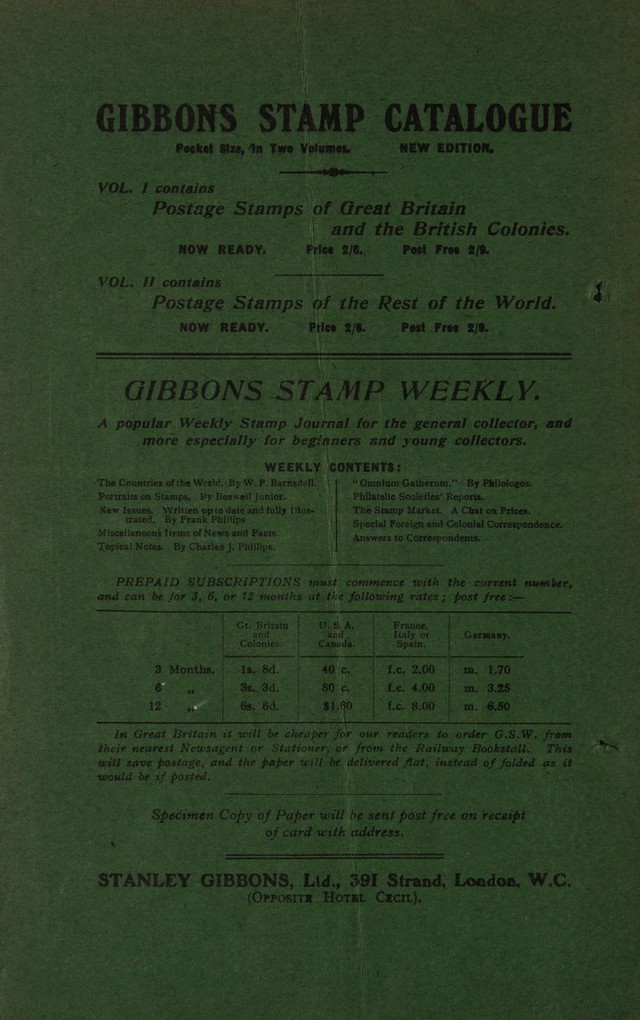 GIBBONS STAMP CATALOGUE
Pocket Size, in Two Volumes. NEW EDITION.
VOL. I contains
Postage Stamps of Great Britain
and the British Colonies.
NOW READY. Price 2/6. Post Free 2/9.
VOL. II contains
Postage Stamps of the Rest of the World.
NOW READY. Price 2/6. Post Free 2/9.
GIBBONS STAMP WEEKLY.
A popular Weekly Stamp Journal for the general collector, and
more especially for beginners and young collectors.
WEEKLY CONTENTS:
The Countries of the World. By W. P. Barnsdall.
Portraits on Stamps. By Boswell Junior.
New Issues. Written up to date and fully illus-
trated. By Frank Phillips
Miscellaneous Items of News and Facts.
Topical Notes. By Charles J. Phillips.
"Omnium Gatherum." By Philologos.
Philatelic Societies' Reports.
The Stamp Market. A Chat on Prices.
Special Foreign and Colonial Correspondence.
Answers to Correspondents.
PREPAID SUBSCRIPTIONS must commence with the current number,
and can be for 3, 6, or 12 months at the following rates; post free:—
Gt. Britain and Colonies. U.S.A. and Canada. France, Italy or Spain. Germany.
3 Months. 1s. 8d. 40 c. f.c. 2.00 m. 1.70
6 „ 3s. 3d. 80 c. f.c. 4.00 m. 3.25
12 „ 6s. 6d. $1.60 f.c. 8.00 m. 6.50
In Great Britain it will be cheaper for our readers to order G.S.W. from
their nearest Newsagent or Stationer, or from the Railway Bookstall. This
will save postage, and the paper will be delivered flat, instead of folded as it
would be if posted.
Specimen Copy of Paper will be sent post free on receipt
of card with address.
STANLEY GIBBONS, Ltd., 391 Strand, London, W.C.
(OPPOSITE HOTEL CECIL).